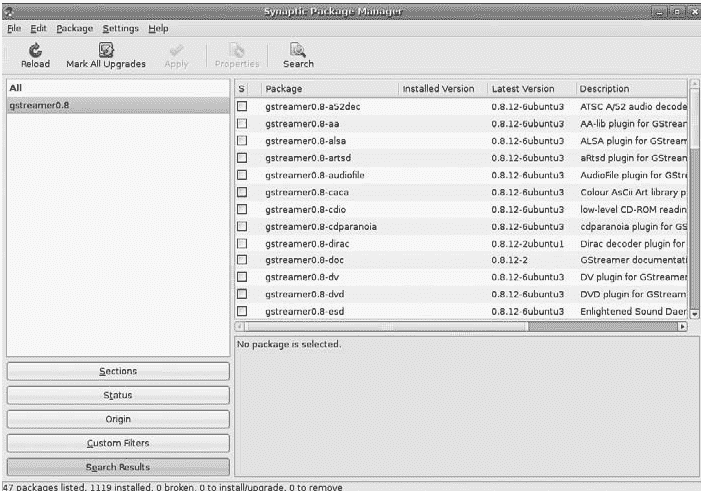 Synaptic Package Manager
File Edit Package Settings Help
Reload Mark All Upgrades Apply Properties Search
All
gstreamer0.8
S Package Installed Version Latest Version Description
gstreamer0.8-a52dec 0.8.12-6ubuntu3 ATSC A/52 audio decode
gstreamer0.8-aa 0.8.12-6ubuntu3 AA-lib plugin for GStrear
gstreamer0.8-alsa 0.8.12-6ubuntu3 ALSA plugin for GStream
gstreamer0.8-artsd 0.8.12-6ubuntu3 aRtsd plugin for GStrean
gstreamer0.8-audiofile 0.8.12-6ubuntu3 AudioFile plugin for GStre
gstreamer0.8-caca 0.8.12-6ubuntu3 Colour AsCii Art library p
gstreamer0.8-cdio 0.8.12-6ubuntu3 low-level CD-ROM readin
gstreamer0.8-cdparanoia 0.8.12-6ubuntu3 cdparanoia plugin for GS
gstreamer0.8-dirac 0.8.12-2ubuntu1 Dirac decoder plugin for
gstreamer0.8-doc 0.8.12-2 GStreamer documentati
gstreamer0.8-dv 0.8.12-6ubuntu3 DV plugin for GStreamer
gstreamer0.8-dvd 0.8.12-6ubuntu3 DVD plugin for GStream
gstreamer0.8-esd 0.8.12-6ubuntu3 Enlightened Sound Daer
No package is selected.
Sections
Status
Origin
Custom Filters
Search Results
47 packages listed, 1119 installed, 0 broken. 0 to install/upgrade, 0 to remove